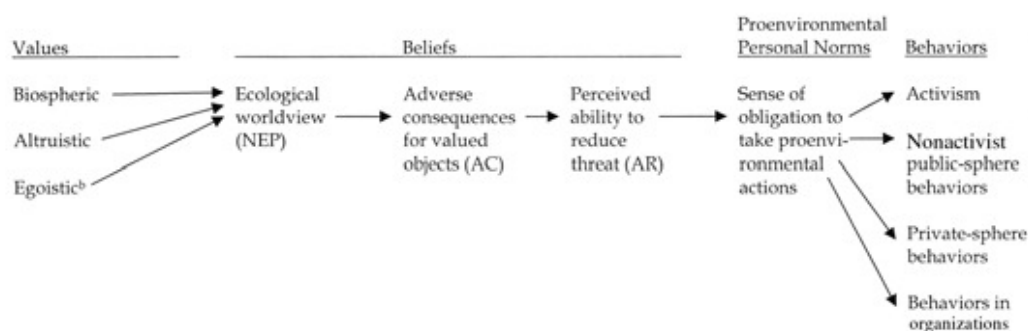 Values
Beliefs
Proenvironmental
Personal Norms
Behaviors
Biospheric
Altruistic
Egoisticᵇ
Ecological
worldview
(NEP)
Adverse
consequences
for valued
objects (AC)
Perceived
ability to
reduce
threat (AR)
Sense of
obligation to
take proenvi-
ronmental
actions
Activism
Nonactivist
public-sphere
behaviors
Private-sphere
behaviors
Behaviors in
organizations